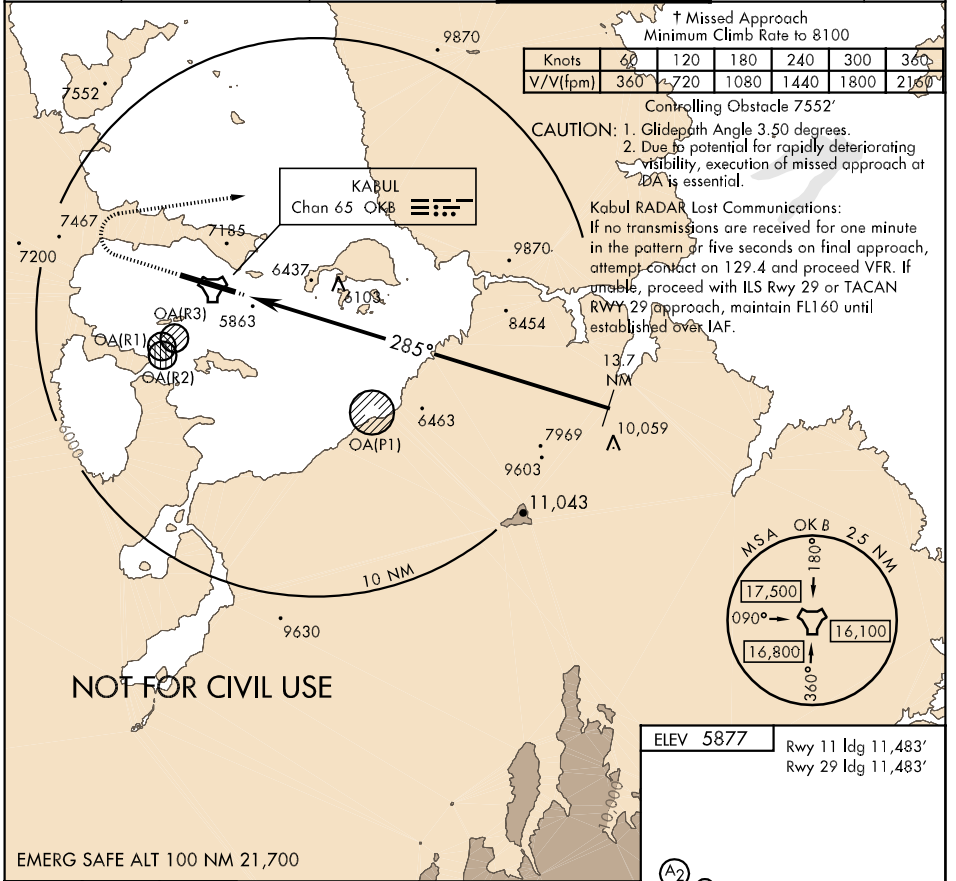 † Missed Approach
Minimum Climb Rate to 8100
Knots 60 120 180 240 300 360
V/V(fpm) 360 720 1080 1440 1800 2160
Controlling Obstacle 7552'
CAUTION: 1. Glidepath Angle 3.50 degrees.
2. Due to potential for rapidly deteriorating
visibility, execution of missed approach at
DA is essential.
Kabul RADAR Lost Communications:
If no transmissions are received for one minute
in the pattern or five seconds on final approach,
attempt contact on 129.4 and proceed VFR. If
unable, proceed with ILS Rwy 29 or TACAN
RWY 29 approach, maintain FL160 until
established over IAF.
9870
7552
KABUL
Chan 65 OKB
7467
7200
7185
6437
6103
9870
5863
8454
OA(R3)
OA(R1)
OA(R2)
285°
13.7
NM
OA(P1)
6463
10,059
7969
9603
6000
11,043
10 NM
9630
MSA OKB 25 NM
180°
17,500
090°
16,100
16,800
360°
NOT FOR CIVIL USE
10,000
ELEV 5877
Rwy 11 ldg 11,483'
Rwy 29 ldg 11,483'
A2
EMERG SAFE ALT 100 NM 21,700